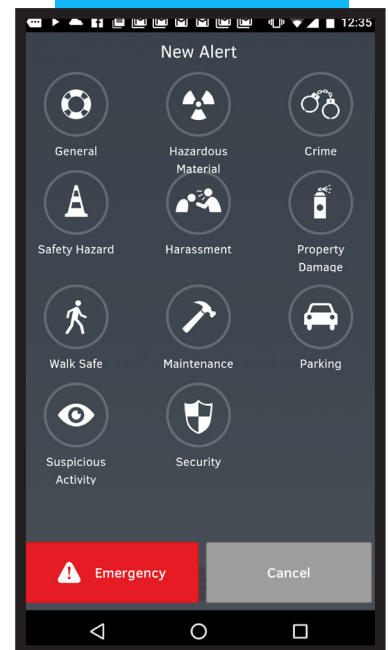 12:35
New Alert
General
Hazardous
Material
Crime
Safety Hazard
Harassment
Property
Damage
Walk Safe
Maintenance
Parking
Suspicious
Activity
Security
Emergency
Cancel